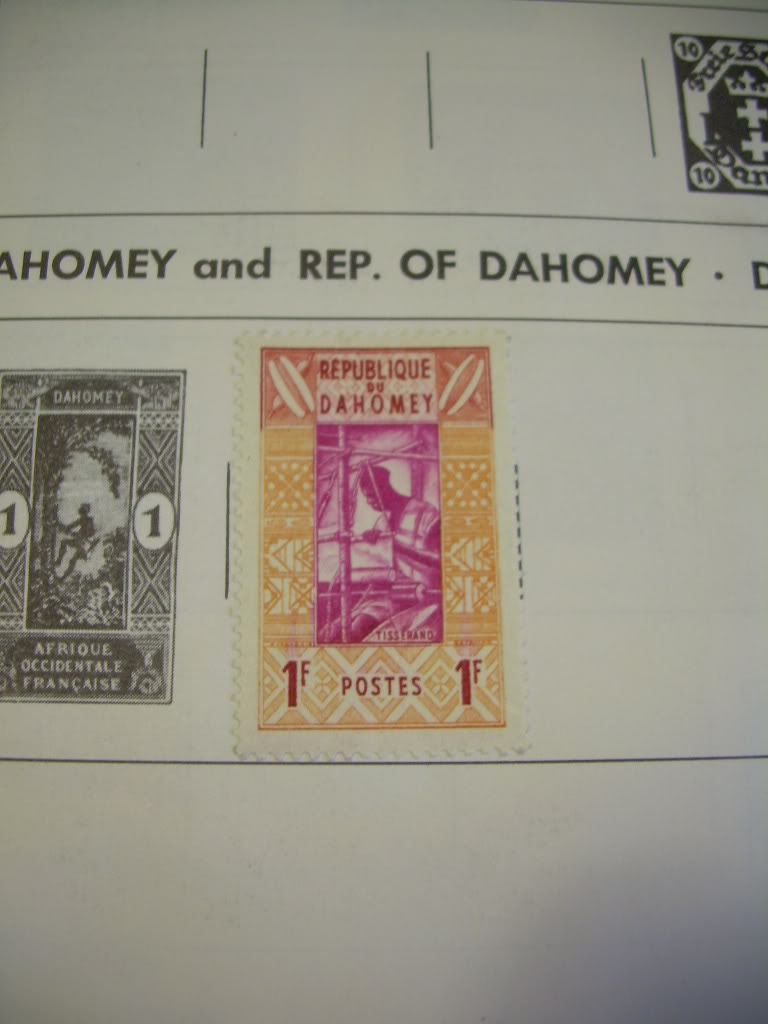 10
10
AHOMEY and REP. OF DAHOMEY · D
DAHOMEY
1 1
AFRIQUE
OCCIDENTALE
FRANÇAISE
RÉPUBLIQUE
DU
DAHOMEY
TISSERAND
1F POSTES 1F